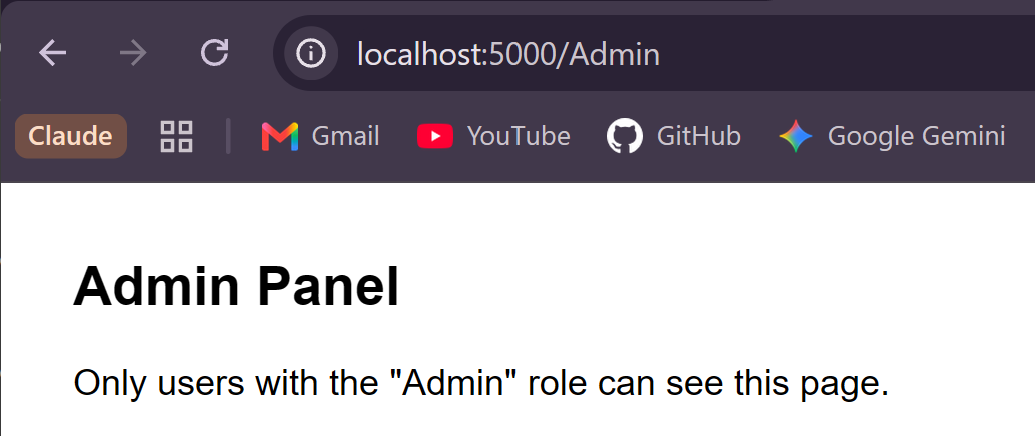 localhost:5000/Admin
Claude Gmail YouTube GitHub Google Gemini
Admin Panel
Only users with the "Admin" role can see this page.